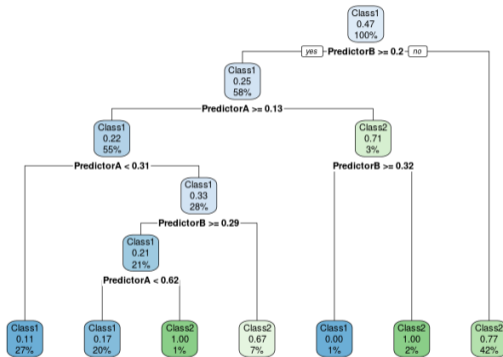 Class1
0.47
100%
yes PredictorB >= 0.2 no
Class1
0.25
58%
PredictorA >= 0.13
Class1
0.22
55%
Class2
0.71
3%
PredictorA < 0.31
PredictorB >= 0.32
Class1
0.33
28%
PredictorB >= 0.29
Class1
0.21
21%
PredictorA < 0.62
Class1
0.11
27%
Class1
0.17
20%
Class2
1.00
1%
Class2
0.67
7%
Class1
0.00
1%
Class2
1.00
2%
Class2
0.77
42%